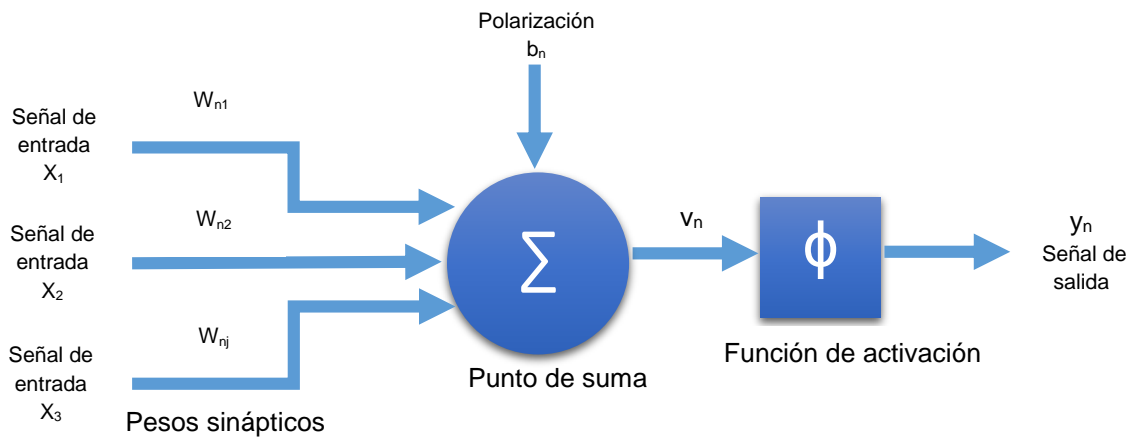 Polarización
bₙ
Wₙ₁
Señal de
entrada
X₁
Wₙ₂
Señal de
entrada
X₂
Wₙⱼ
Señal de
entrada
X₃
Pesos sinápticos
∑
Punto de suma
vₙ
ϕ
Función de activación
yₙ
Señal de
salida